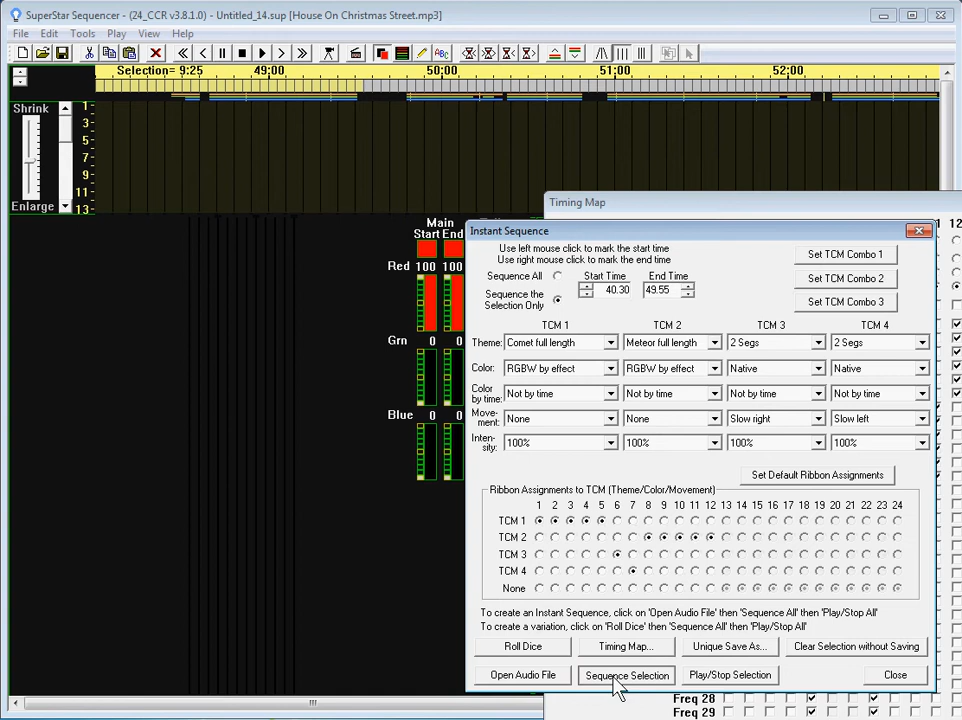 SuperStar Sequencer - (24_CCR v3.8.1.0) - Untitled_14.sup [House On Christmas Street.mp3]
File Edit Tools Play View Help
ABC
Selection= 9:25 49:00 50:00 51:00 52:00
Shrink
Enlarge
1
3
5
7
9
11
13
Timing Map
Main
Start End
Red 100 100
Grn 0 0
Blue 0 0
Instant Sequence
Use left mouse click to mark the start time
Use right mouse click to mark the end time
Sequence All
Sequence the
Selection Only
Start Time End Time
40.30 49.55
Set TCM Combo 1
Set TCM Combo 2
Set TCM Combo 3
TCM 1 TCM 2 TCM 3 TCM 4
Theme: Comet full length Meteor full length 2 Segs 2 Segs
Color: RGBW by effect RGBW by effect Native Native
Color
by time: Not by time Not by time Not by time Not by time
Move-
ment: None None Slow right Slow left
Inten-
sity: 100% 100% 100% 100%
Set Default Ribbon Assignments
Ribbon Assignments to TCM (Theme/Color/Movement)
1 2 3 4 5 6 7 8 9 10 11 12 13 14 15 16 17 18 19 20 21 22 23 24
TCM 1
TCM 2
TCM 3
TCM 4
None
To create an Instant Sequence, click on 'Open Audio File' then 'Sequence All' then 'Play/Stop All'
To create a variation, click on 'Roll Dice' then 'Sequence All' then 'Play/Stop All'
Roll Dice Timing Map... Unique Save As... Clear Selection without Saving
Open Audio File Sequence Selection Play/Stop Selection Close
12
Freq 28
Freq 29